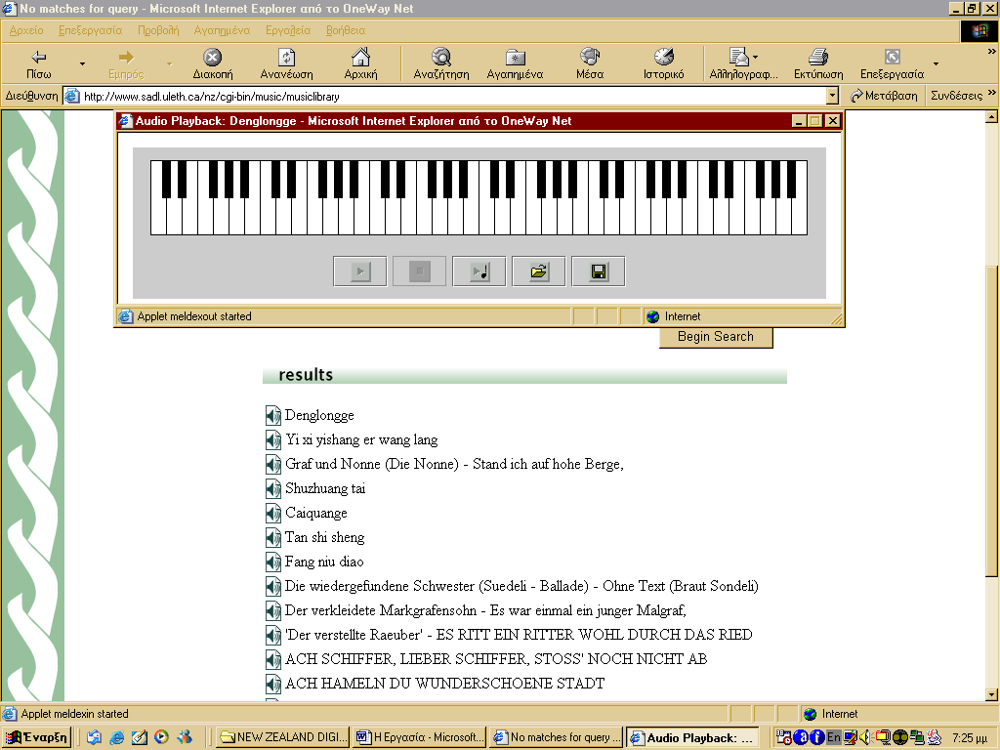 No matches for query - Microsoft Internet Explorer από το OneWay Net
Αρχείο Επεξεργασία Προβολή Αγαπημένα Εργαλεία Βοήθεια
Πίσω Εμπρός Διακοπή Ανανέωση Αρχική Αναζήτηση Αγαπημένα Μέσα Ιστορικό Αλληλογραφ... Εκτύπωση Επεξεργασία
Διεύθυνση http://www.sadl.uleth.ca/nz/cgi-bin/music/musiclibrary Μετάβαση Συνδέσεις
Audio Playback: Denglongge - Microsoft Internet Explorer από το OneWay Net
Applet meldexout started Internet
Begin Search
results
Denglongge
Yi xi yishang er wang lang
Graf und Nonne (Die Nonne) - Stand ich auf hohe Berge,
Shuzhuang tai
Caiquange
Tan shi sheng
Fang niu diao
Die wiedergefundene Schwester (Suedeli - Ballade) - Ohne Text (Braut Sondeli)
Der verkleidete Markgrafensohn - Es war einmal ein junger Malgraf,
'Der verstellte Raeuber' - ES RITT EIN RITTER WOHL DURCH DAS RIED
ACH SCHIFFER, LIEBER SCHIFFER, STOSS' NOCH NICHT AB
ACH HAMELN DU WUNDERSCHOENE STADT
Applet meldexin started Internet
Έναρξη NEW ZEALAND DIGI... Η Εργασία - Microsoft... No matches for query ... Audio Playback: ... En 7:25 μμ